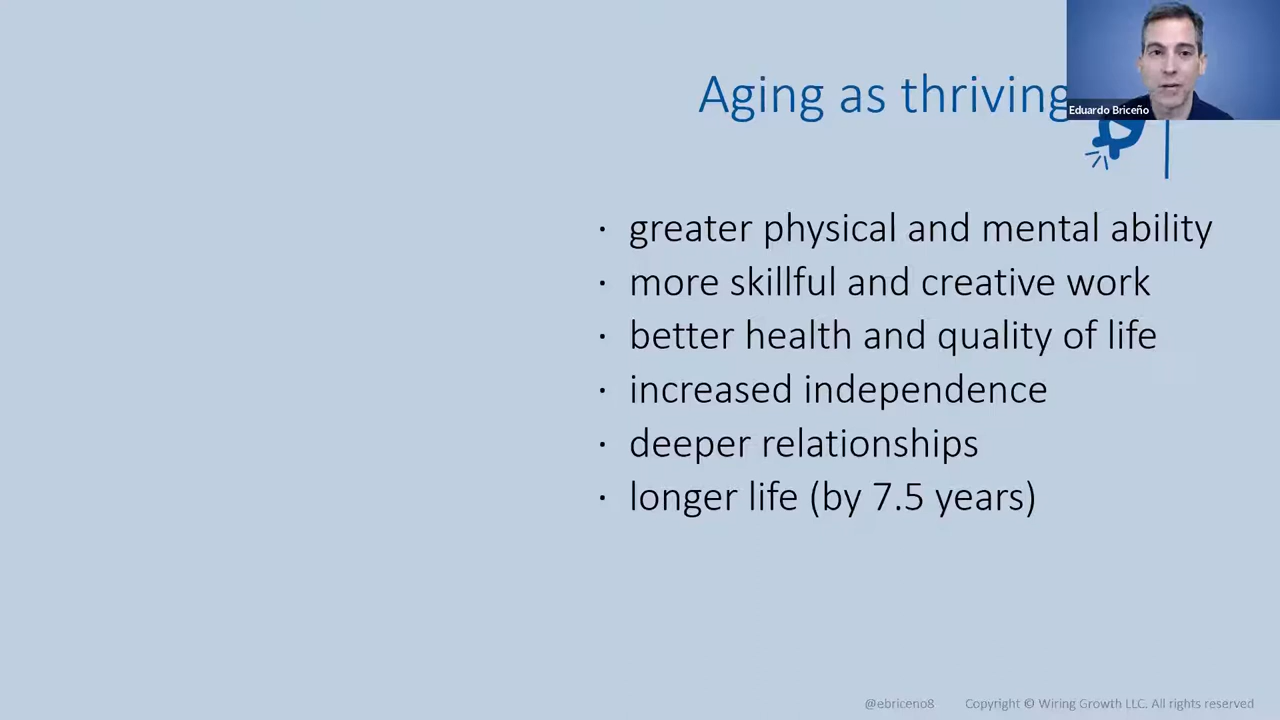 Aging as thriving
Eduardo Briceño
· greater physical and mental ability
· more skillful and creative work
· better health and quality of life
· increased independence
· deeper relationships
· longer life (by 7.5 years)
@ebriceno8 Copyright © Wiring Growth LLC. All rights reserved